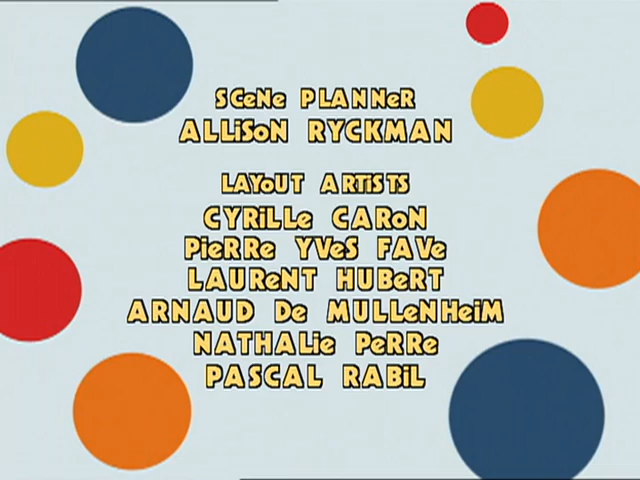 SCeNe PLANNeR
ALLiSoN RYCKMAN
LAYoUT ARTiSTS
CYRiLLe CARoN
PieRRe YVeS FAVe
LAUReNT HUBeRT
ARNAUD De MULLeNHeiM
NATHALie PeRRe
PASCAL RABiL